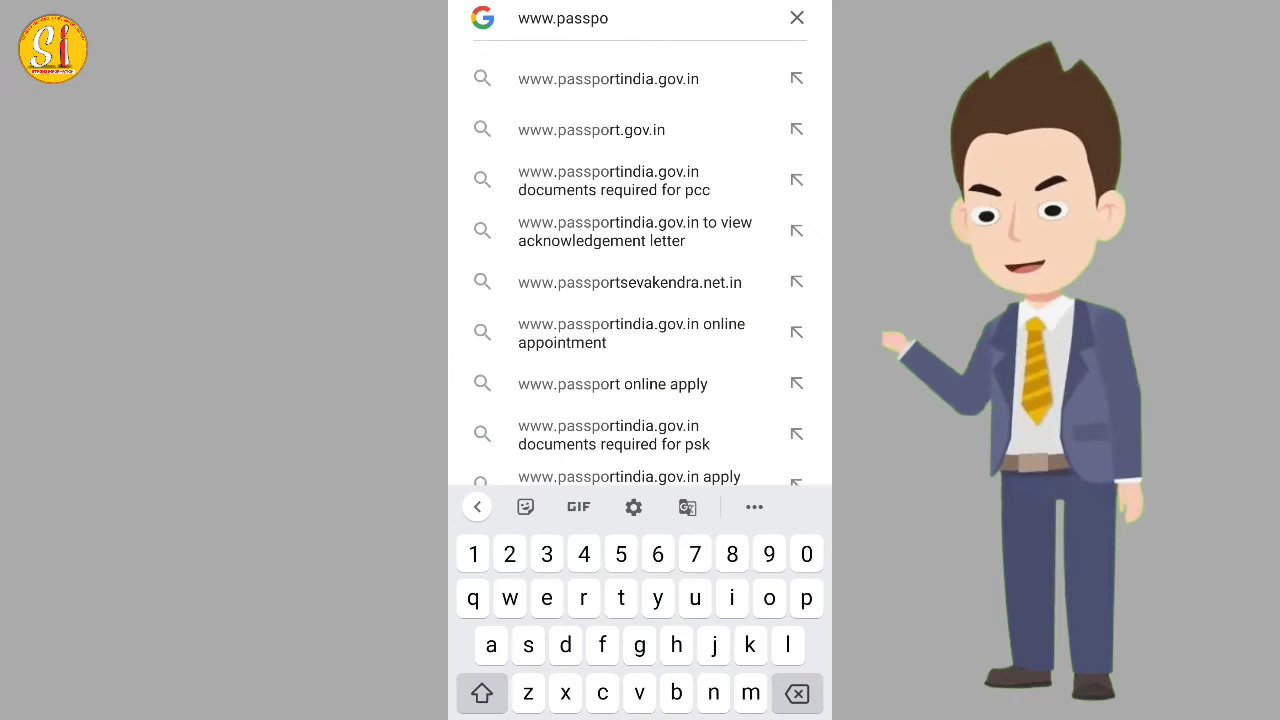 Si
www.passpo
www.passportindia.gov.in
www.passport.gov.in
www.passportindia.gov.in
documents required for pcc
www.passportindia.gov.in to view
acknowledgement letter
www.passportsevakendra.net.in
www.passportindia.gov.in online
appointment
www.passport online apply
www.passportindia.gov.in
documents required for psk
www.passportindia.gov.in apply
GIF
1 2 3 4 5 6 7 8 9 0
q w e r t y u i o p
a s d f g h j k l
z x c v b n m